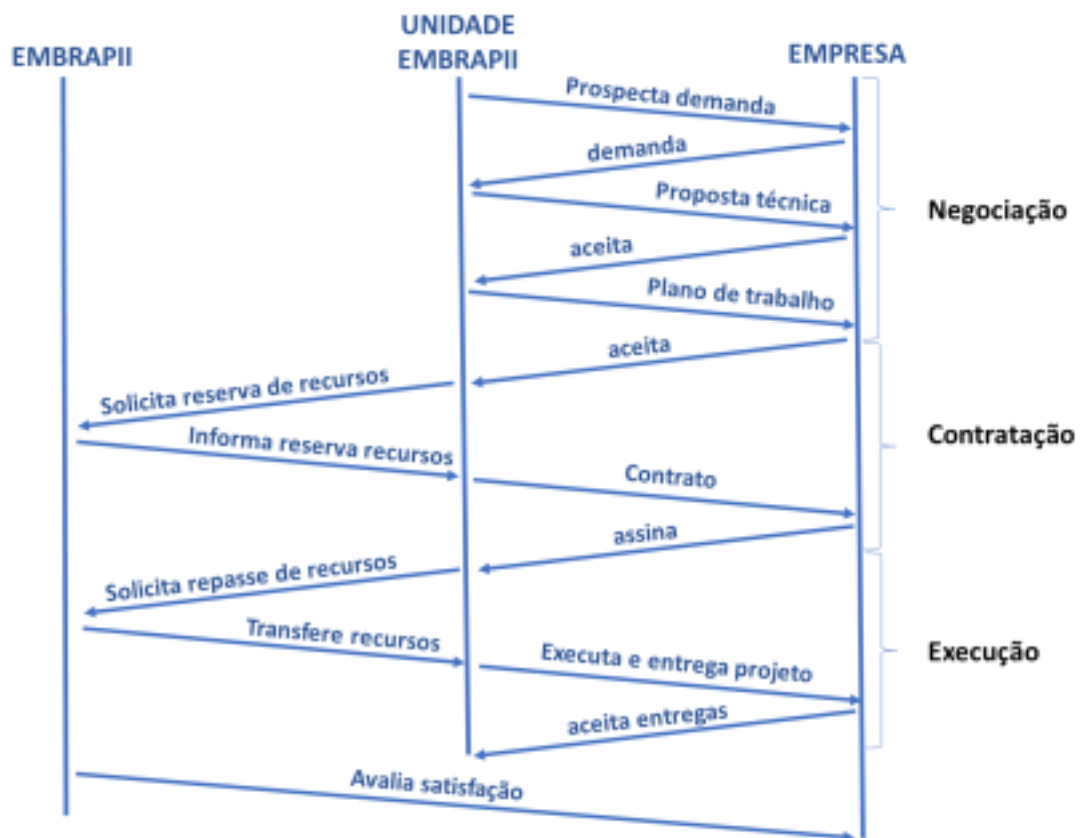 UNIDADE
EMBRAPII EMBRAPII EMPRESA
Prospecta demanda
demanda
Proposta técnica
Negociação
aceita
Plano de trabalho
aceita
Solicita reserva de recursos
Informa reserva recursos
Contratação
Contrato
assina
Solicita repasse de recursos
Transfere recursos
Executa e entrega projeto
Execução
aceita entregas
Avalia satisfação